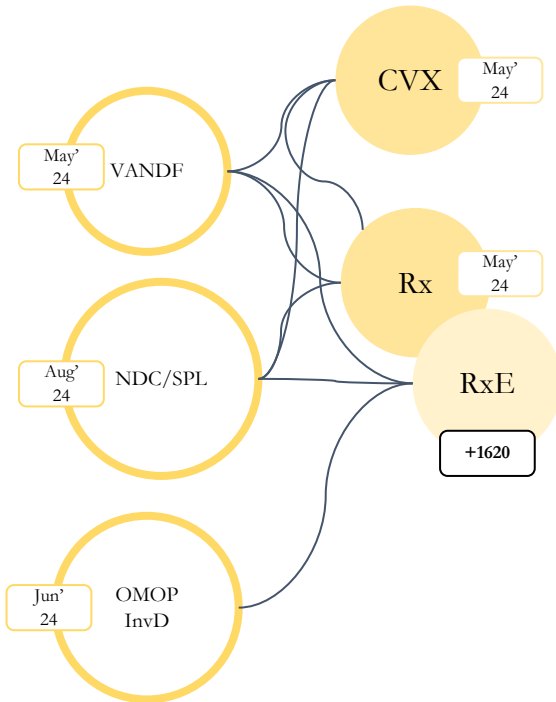 CVX
May’
24
May’
24
VANDF
Rx
May’
24
Aug’
24
NDC/SPL
RxE
+1620
Jun’
24
OMOP
InvD